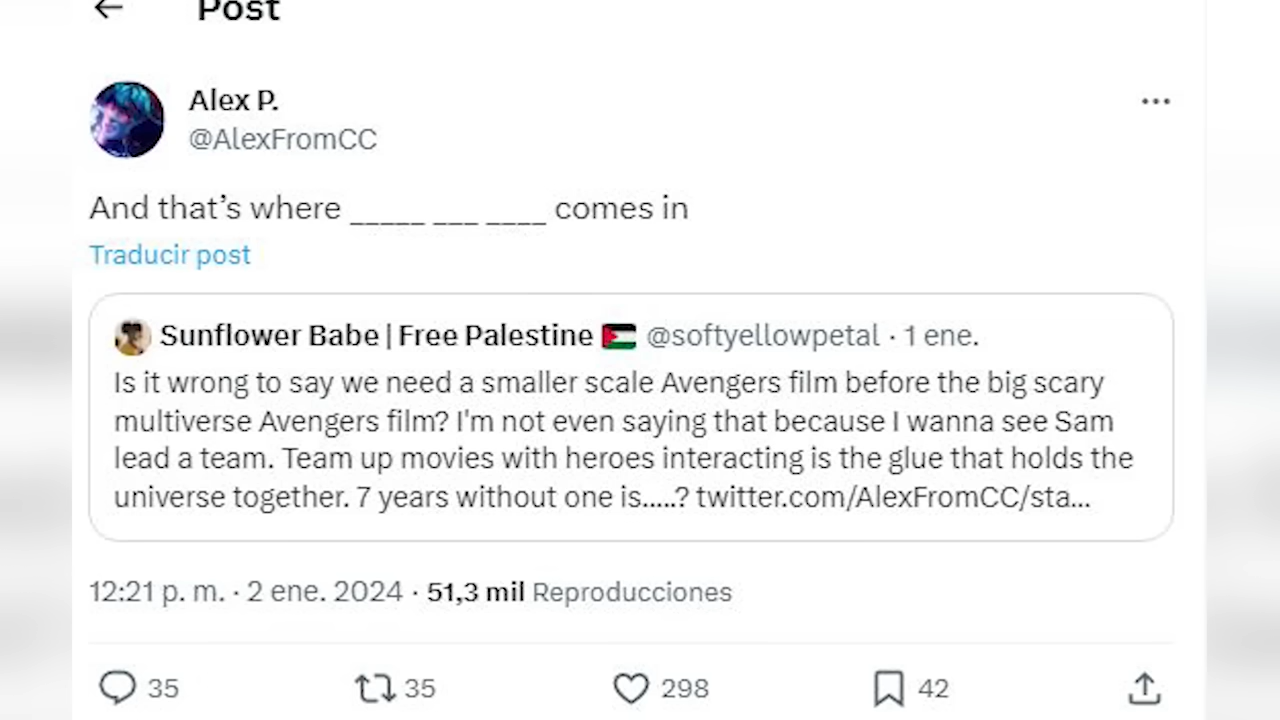 Post
Alex P.
@AlexFromCC
And that’s where _____ ___ ____ comes in
Traducir post
Sunflower Babe | Free Palestine 🇵🇸 @softyellowpetal · 1 ene.
Is it wrong to say we need a smaller scale Avengers film before the big scary
multiverse Avengers film? I'm not even saying that because I wanna see Sam
lead a team. Team up movies with heroes interacting is the glue that holds the
universe together. 7 years without one is.....? twitter.com/AlexFromCC/sta...
12:21 p. m. · 2 ene. 2024 · 51,3 mil Reproducciones
35 35 298 42